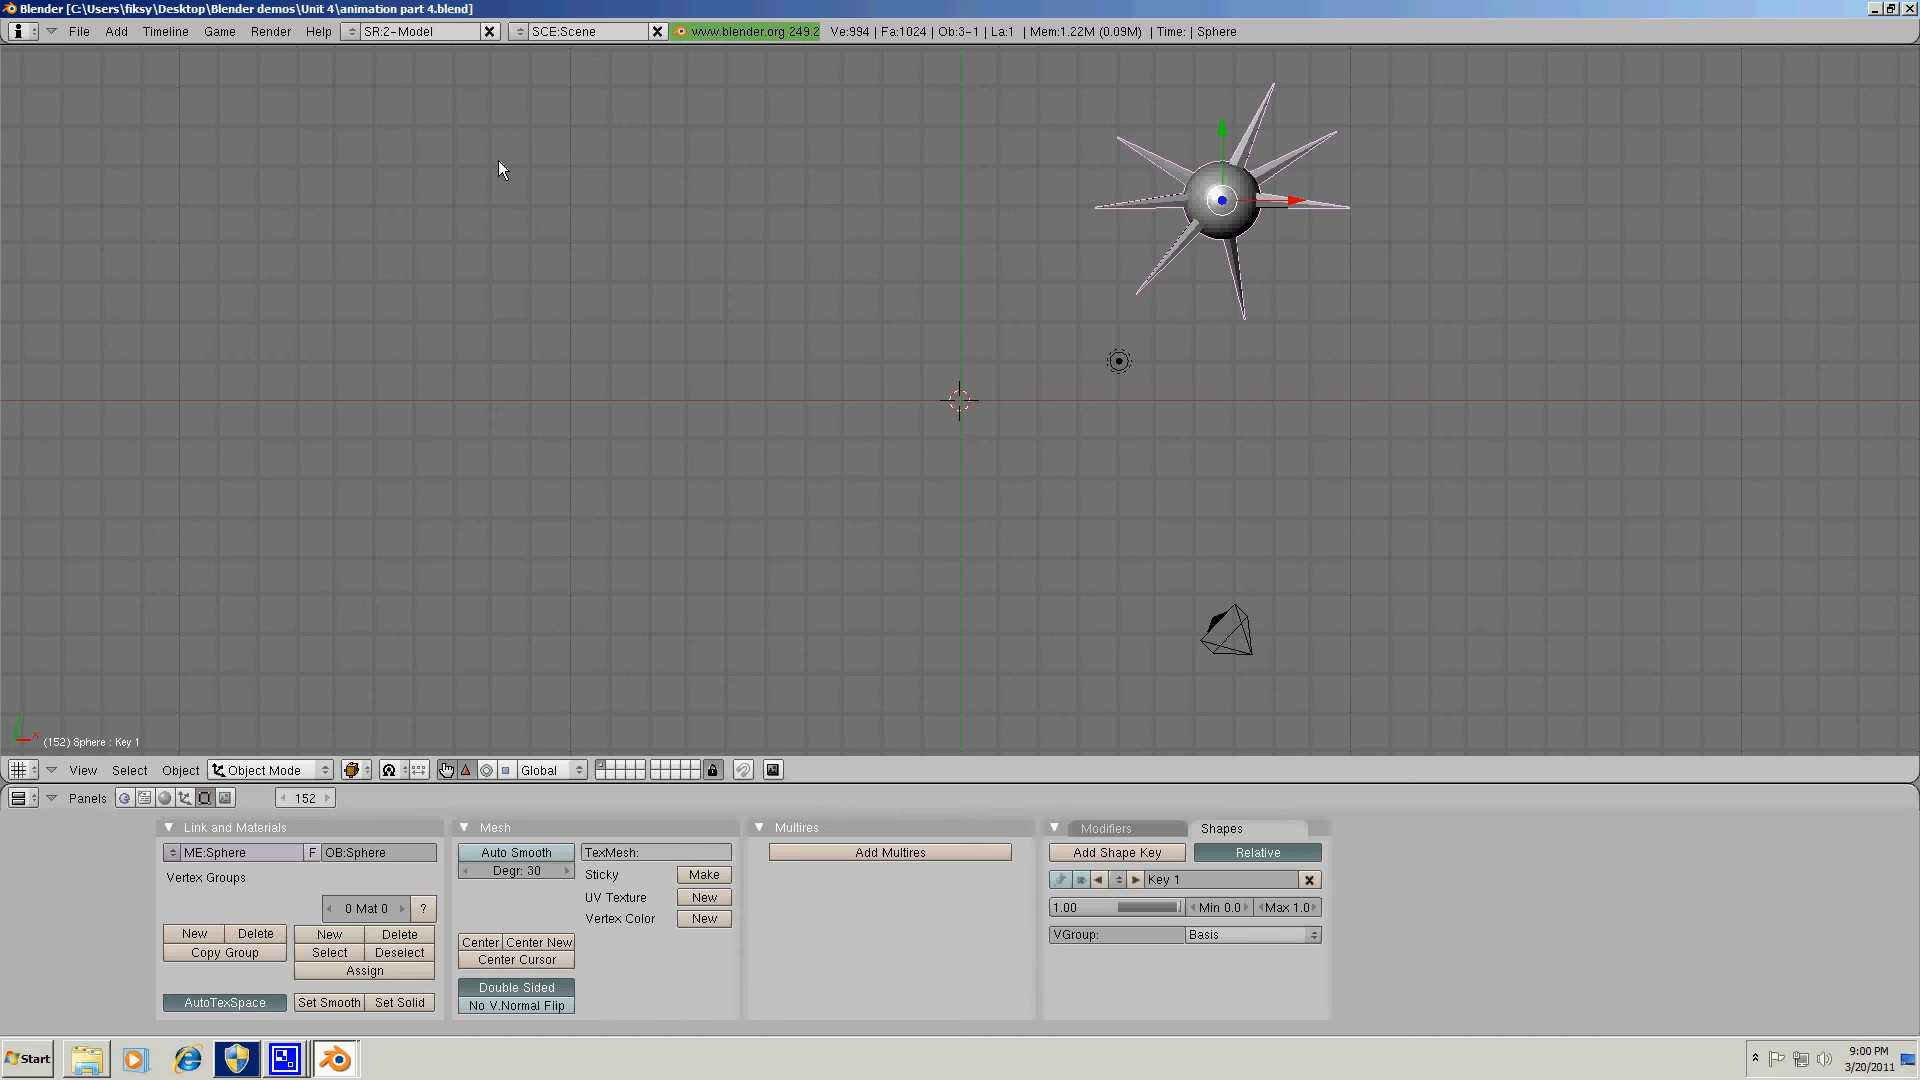 Blender [C:\Users\fiksy\Desktop\Blender demos\Unit 4\animation part 4.blend]
File Add Timeline Game Render Help SR:2-Model SCE:Scene www.blender.org 249.2 Ve:994 | Fa:1024 | Ob:3-1 | La:1 | Mem:1.22M (0.09M) | Time: | Sphere
(152) Sphere : Key 1
View Select Object Object Mode Global
Panels 152
Link and Materials Mesh Multires Modifiers Shapes
ME:Sphere F OB:Sphere Auto Smooth TexMesh: Add Multires Add Shape Key Relative
Degr: 30
Vertex Groups Sticky Make Key 1
UV Texture New
0 Mat 0 ? 1.00 Min 0.0 Max 1.0
Vertex Color New
New Delete New Delete VGroup: Basis
Copy Group Select Deselect Center Center New
Assign Center Cursor
Double Sided
AutoTexSpace Set Smooth Set Solid No V.Normal Flip
Start
9:00 PM
3/20/2011